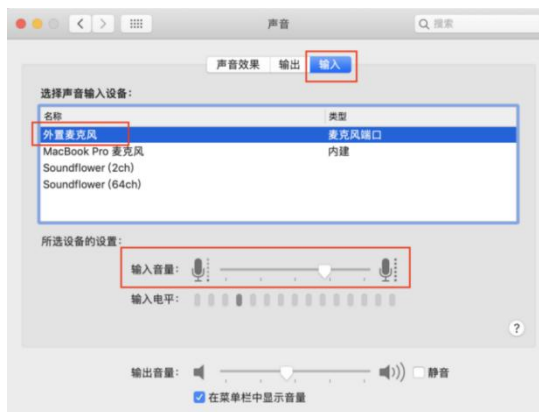 声音
搜索
声音效果 输出 输入
选择声音输入设备：
名称 类型
外置麦克风 麦克风端口
MacBook Pro 麦克风 内建
Soundflower (2ch)
Soundflower (64ch)
所选设备的设置：
输入音量：
输入电平：
?
输出音量： 静音
在菜单栏中显示音量